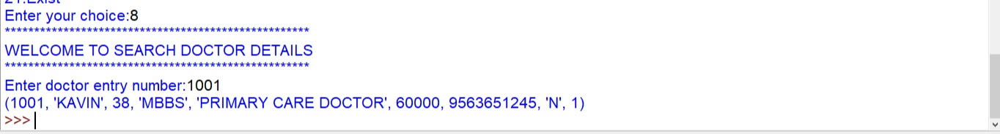 21.Exist
Enter your choice:8
****************************************************
WELCOME TO SEARCH DOCTOR DETAILS
****************************************************
Enter doctor entry number:1001
(1001, 'KAVIN', 38, 'MBBS', 'PRIMARY CARE DOCTOR', 60000, 9563651245, 'N', 1)
>>>